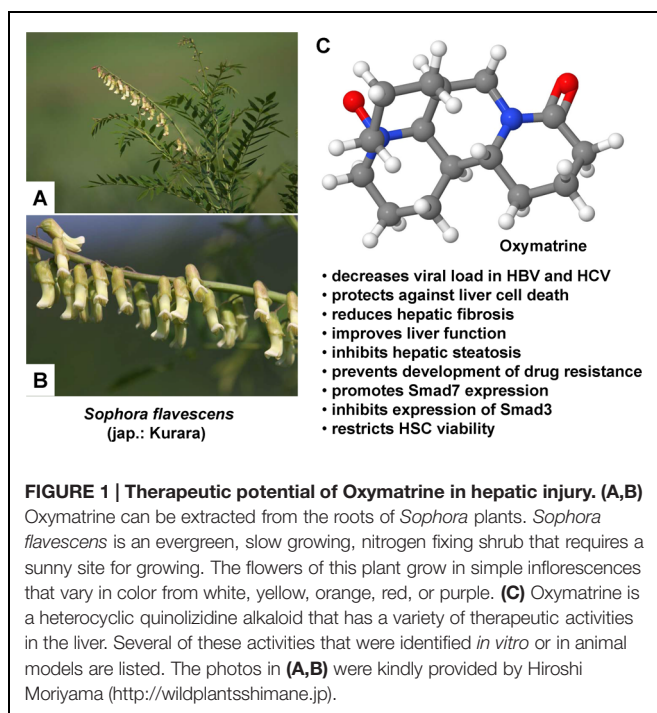 A
B
Sophora flavescens
(jap.: Kurara)
C
Oxymatrine
• decreases viral load in HBV and HCV
• protects against liver cell death
• reduces hepatic fibrosis
• improves liver function
• inhibits hepatic steatosis
• prevents development of drug resistance
• promotes Smad7 expression
• inhibits expression of Smad3
• restricts HSC viability
FIGURE 1 | Therapeutic potential of Oxymatrine in hepatic injury. (A,B)
Oxymatrine can be extracted from the roots of Sophora plants. Sophora
flavescens is an evergreen, slow growing, nitrogen fixing shrub that requires a
sunny site for growing. The flowers of this plant grow in simple inflorescences
that vary in color from white, yellow, orange, red, or purple. (C) Oxymatrine is
a heterocyclic quinolizidine alkaloid that has a variety of therapeutic activities
in the liver. Several of these activities that were identified in vitro or in animal
models are listed. The photos in (A,B) were kindly provided by Hiroshi
Moriyama (http://wildplantsshimane.jp).